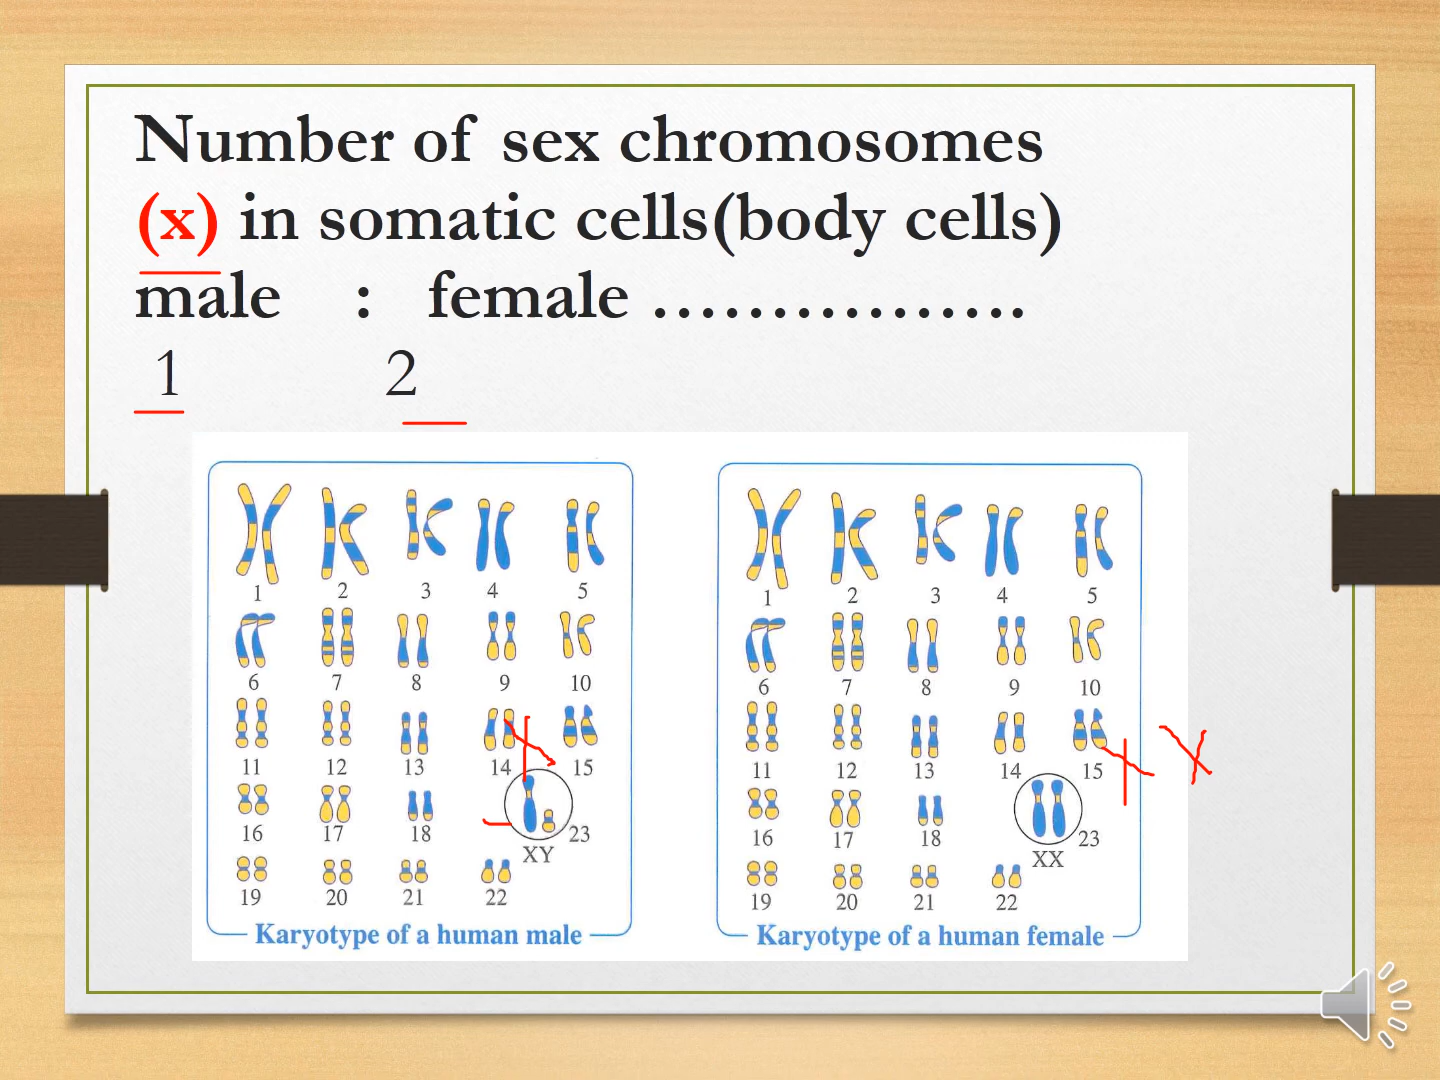 Number of sex chromosomes
(x) in somatic cells(body cells)
male : female …………….
1 2
1 2 3 4 5
6 7 8 9 10
11 12 13 14 15
16 17 18 23
XY
19 20 21 22
Karyotype of a human male
1 2 3 4 5
6 7 8 9 10
11 12 13 14 15
X X
16 17 18 23
XX
19 20 21 22
Karyotype of a human female